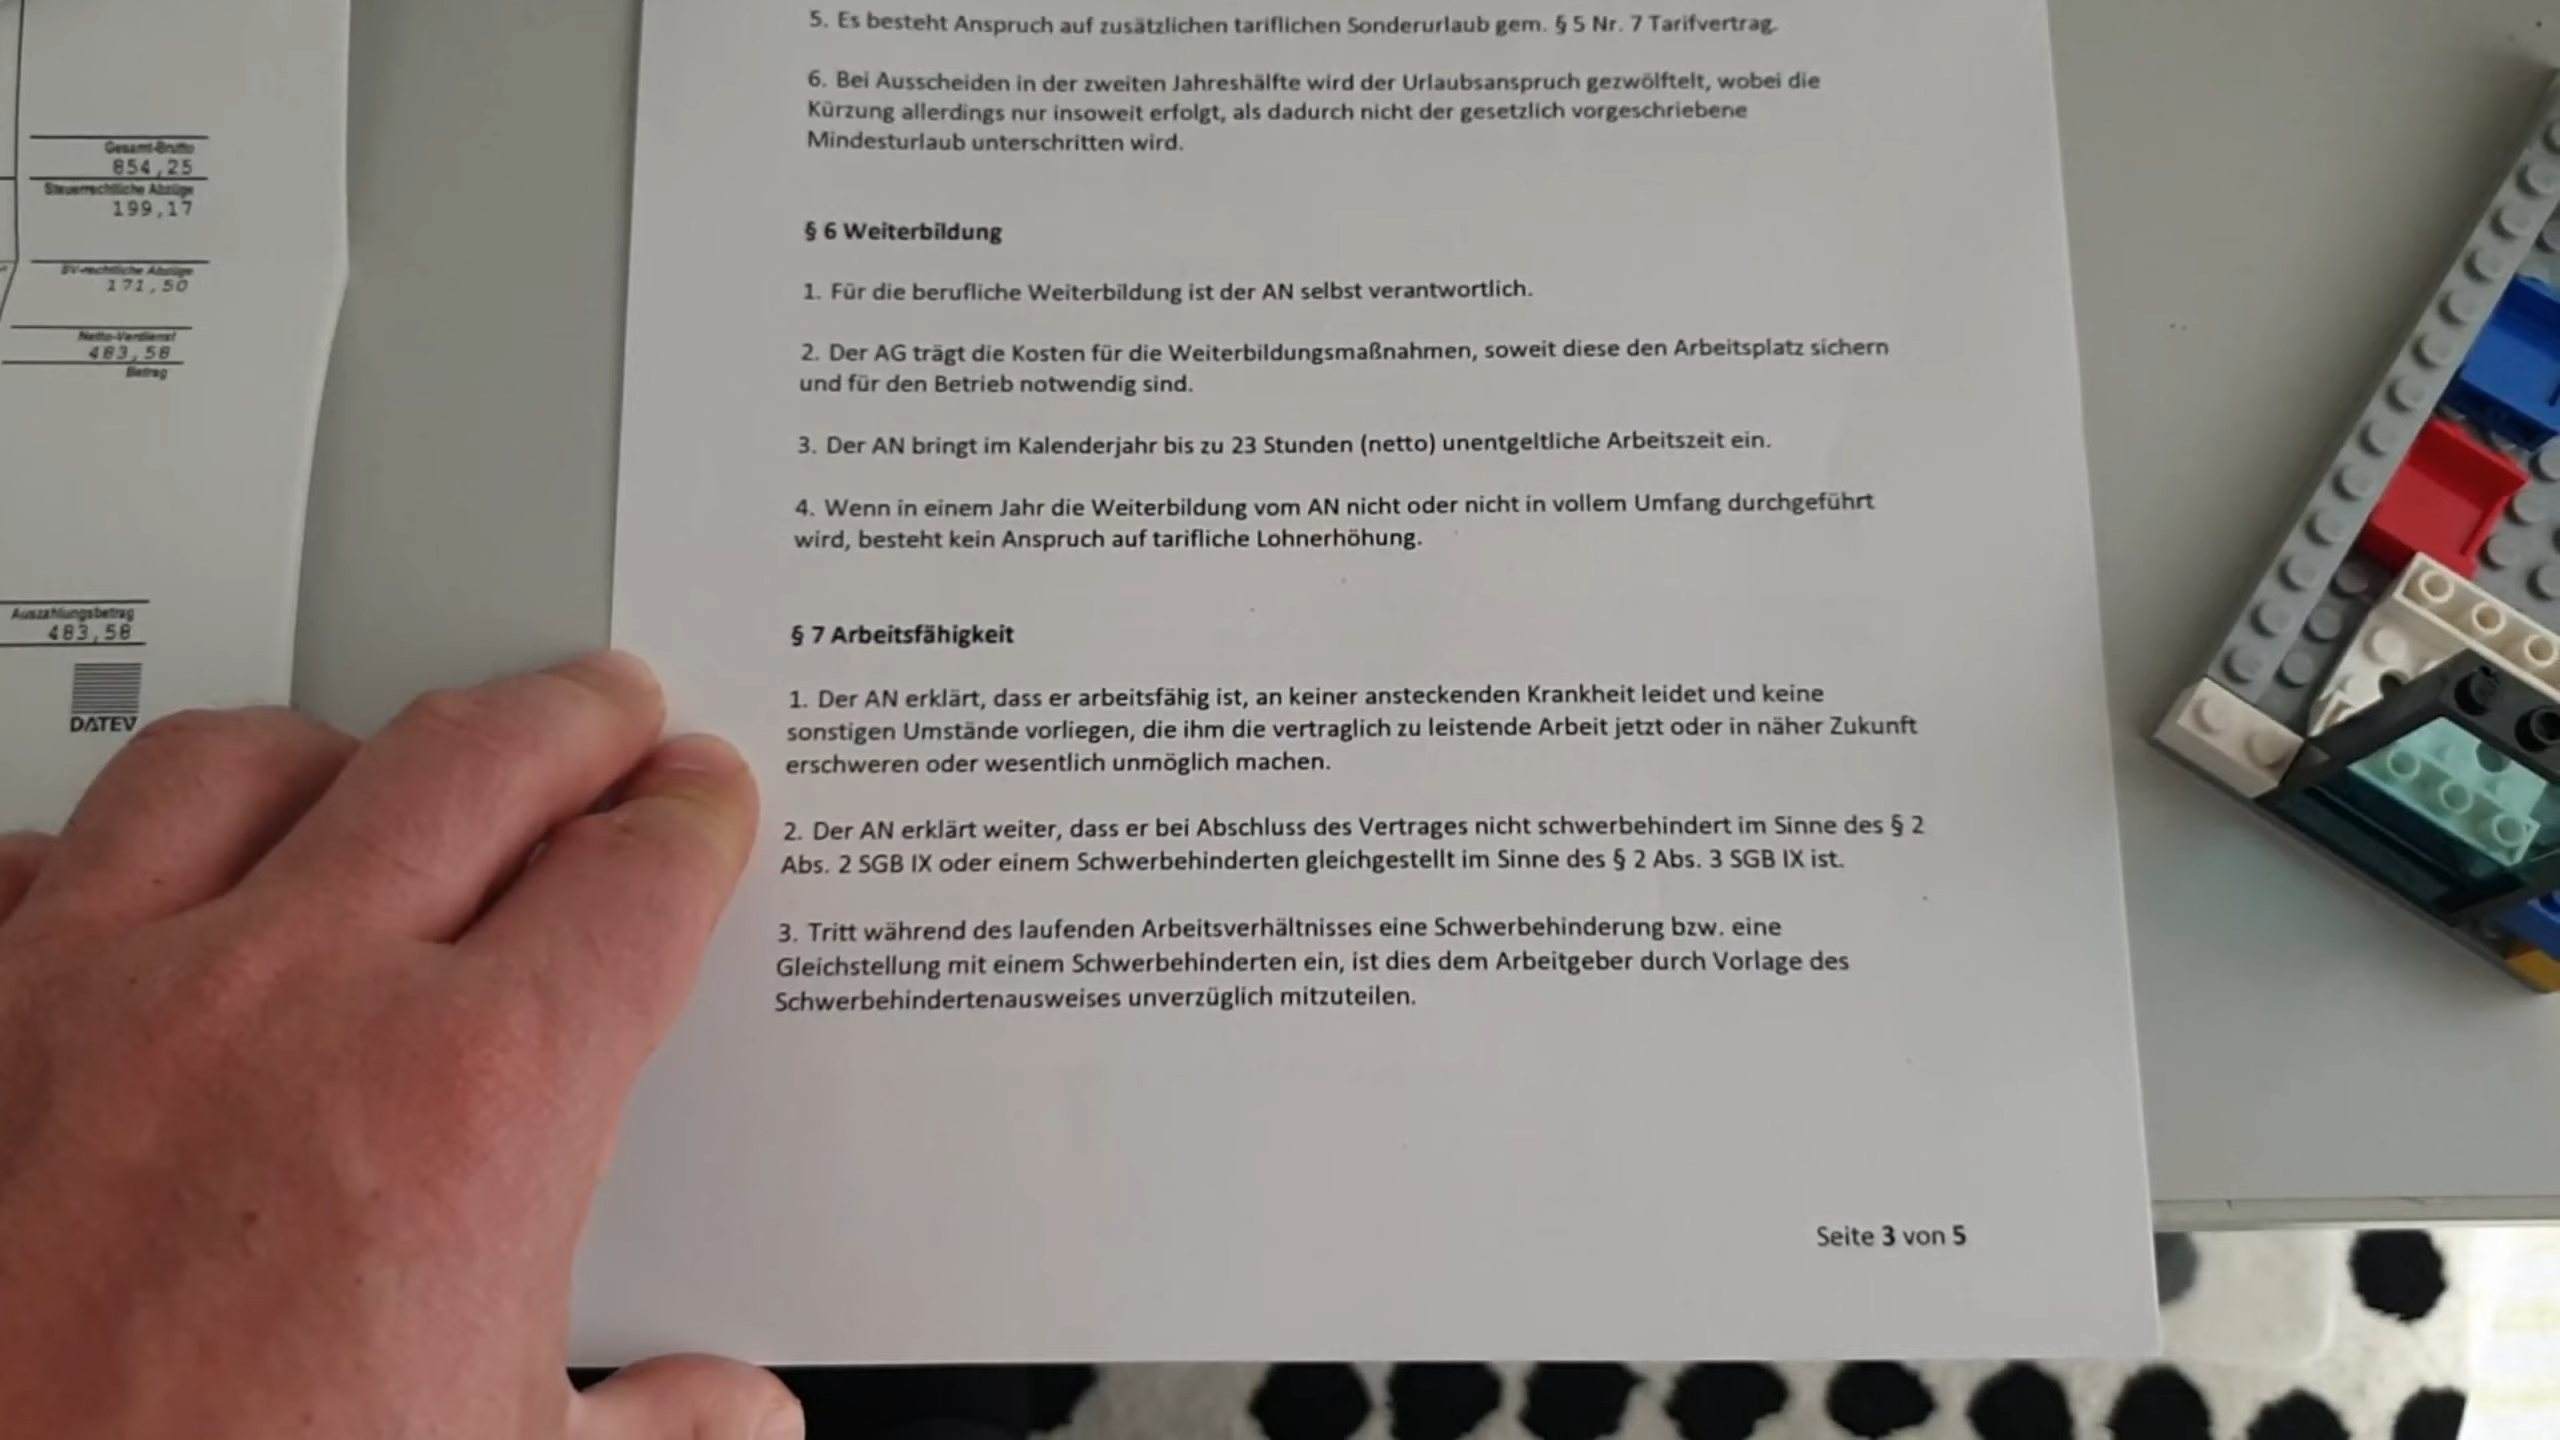 Gesamt-Brutto
854,25
Steuerrechtliche Abzüge
199,17
SV-rechtliche Abzüge
171,50
Netto-Verdienst
483,58
Betrag
Auszahlungsbetrag
483,58
DATEV
5. Es besteht Anspruch auf zusätzlichen tariflichen Sonderurlaub gem. § 5 Nr. 7 Tarifvertrag.
6. Bei Ausscheiden in der zweiten Jahreshälfte wird der Urlaubsanspruch gezwölftelt, wobei die
Kürzung allerdings nur insoweit erfolgt, als dadurch nicht der gesetzlich vorgeschriebene
Mindesturlaub unterschritten wird.
§ 6 Weiterbildung
1. Für die berufliche Weiterbildung ist der AN selbst verantwortlich.
2. Der AG trägt die Kosten für die Weiterbildungsmaßnahmen, soweit diese den Arbeitsplatz sichern
und für den Betrieb notwendig sind.
3. Der AN bringt im Kalenderjahr bis zu 23 Stunden (netto) unentgeltliche Arbeitszeit ein.
4. Wenn in einem Jahr die Weiterbildung vom AN nicht oder nicht in vollem Umfang durchgeführt
wird, besteht kein Anspruch auf tarifliche Lohnerhöhung.
§ 7 Arbeitsfähigkeit
1. Der AN erklärt, dass er arbeitsfähig ist, an keiner ansteckenden Krankheit leidet und keine
sonstigen Umstände vorliegen, die ihm die vertraglich zu leistende Arbeit jetzt oder in näher Zukunft
erschweren oder wesentlich unmöglich machen.
2. Der AN erklärt weiter, dass er bei Abschluss des Vertrages nicht schwerbehindert im Sinne des § 2
Abs. 2 SGB IX oder einem Schwerbehinderten gleichgestellt im Sinne des § 2 Abs. 3 SGB IX ist.
3. Tritt während des laufenden Arbeitsverhältnisses eine Schwerbehinderung bzw. eine
Gleichstellung mit einem Schwerbehinderten ein, ist dies dem Arbeitgeber durch Vorlage des
Schwerbehindertenausweises unverzüglich mitzuteilen.
Seite 3 von 5